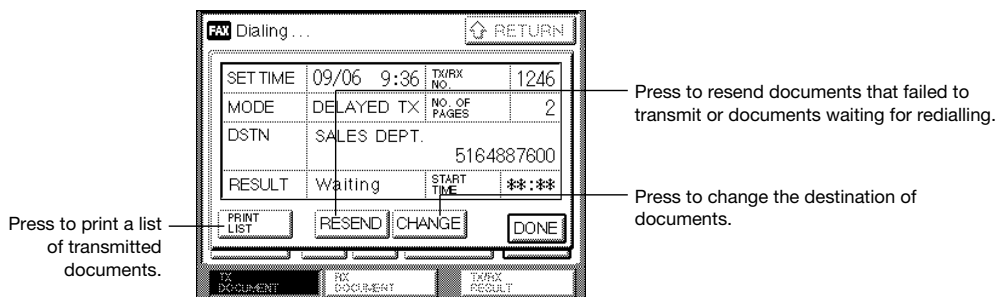 FAX Dialing...
RETURN
SET TIME 09/06 9:36 TX/RX NO. 1246
MODE DELAYED TX NO. OF PAGES 2
DSTN SALES DEPT.
5164887600
RESULT Waiting START TIME **:**
PRINT LIST
RESEND
CHANGE
DONE
TX DOCUMENT
RX DOCUMENT
TX/RX RESULT
Press to resend documents that failed to
transmit or documents waiting for redialling.
Press to change the destination of
documents.
Press to print a list
of transmitted
documents.